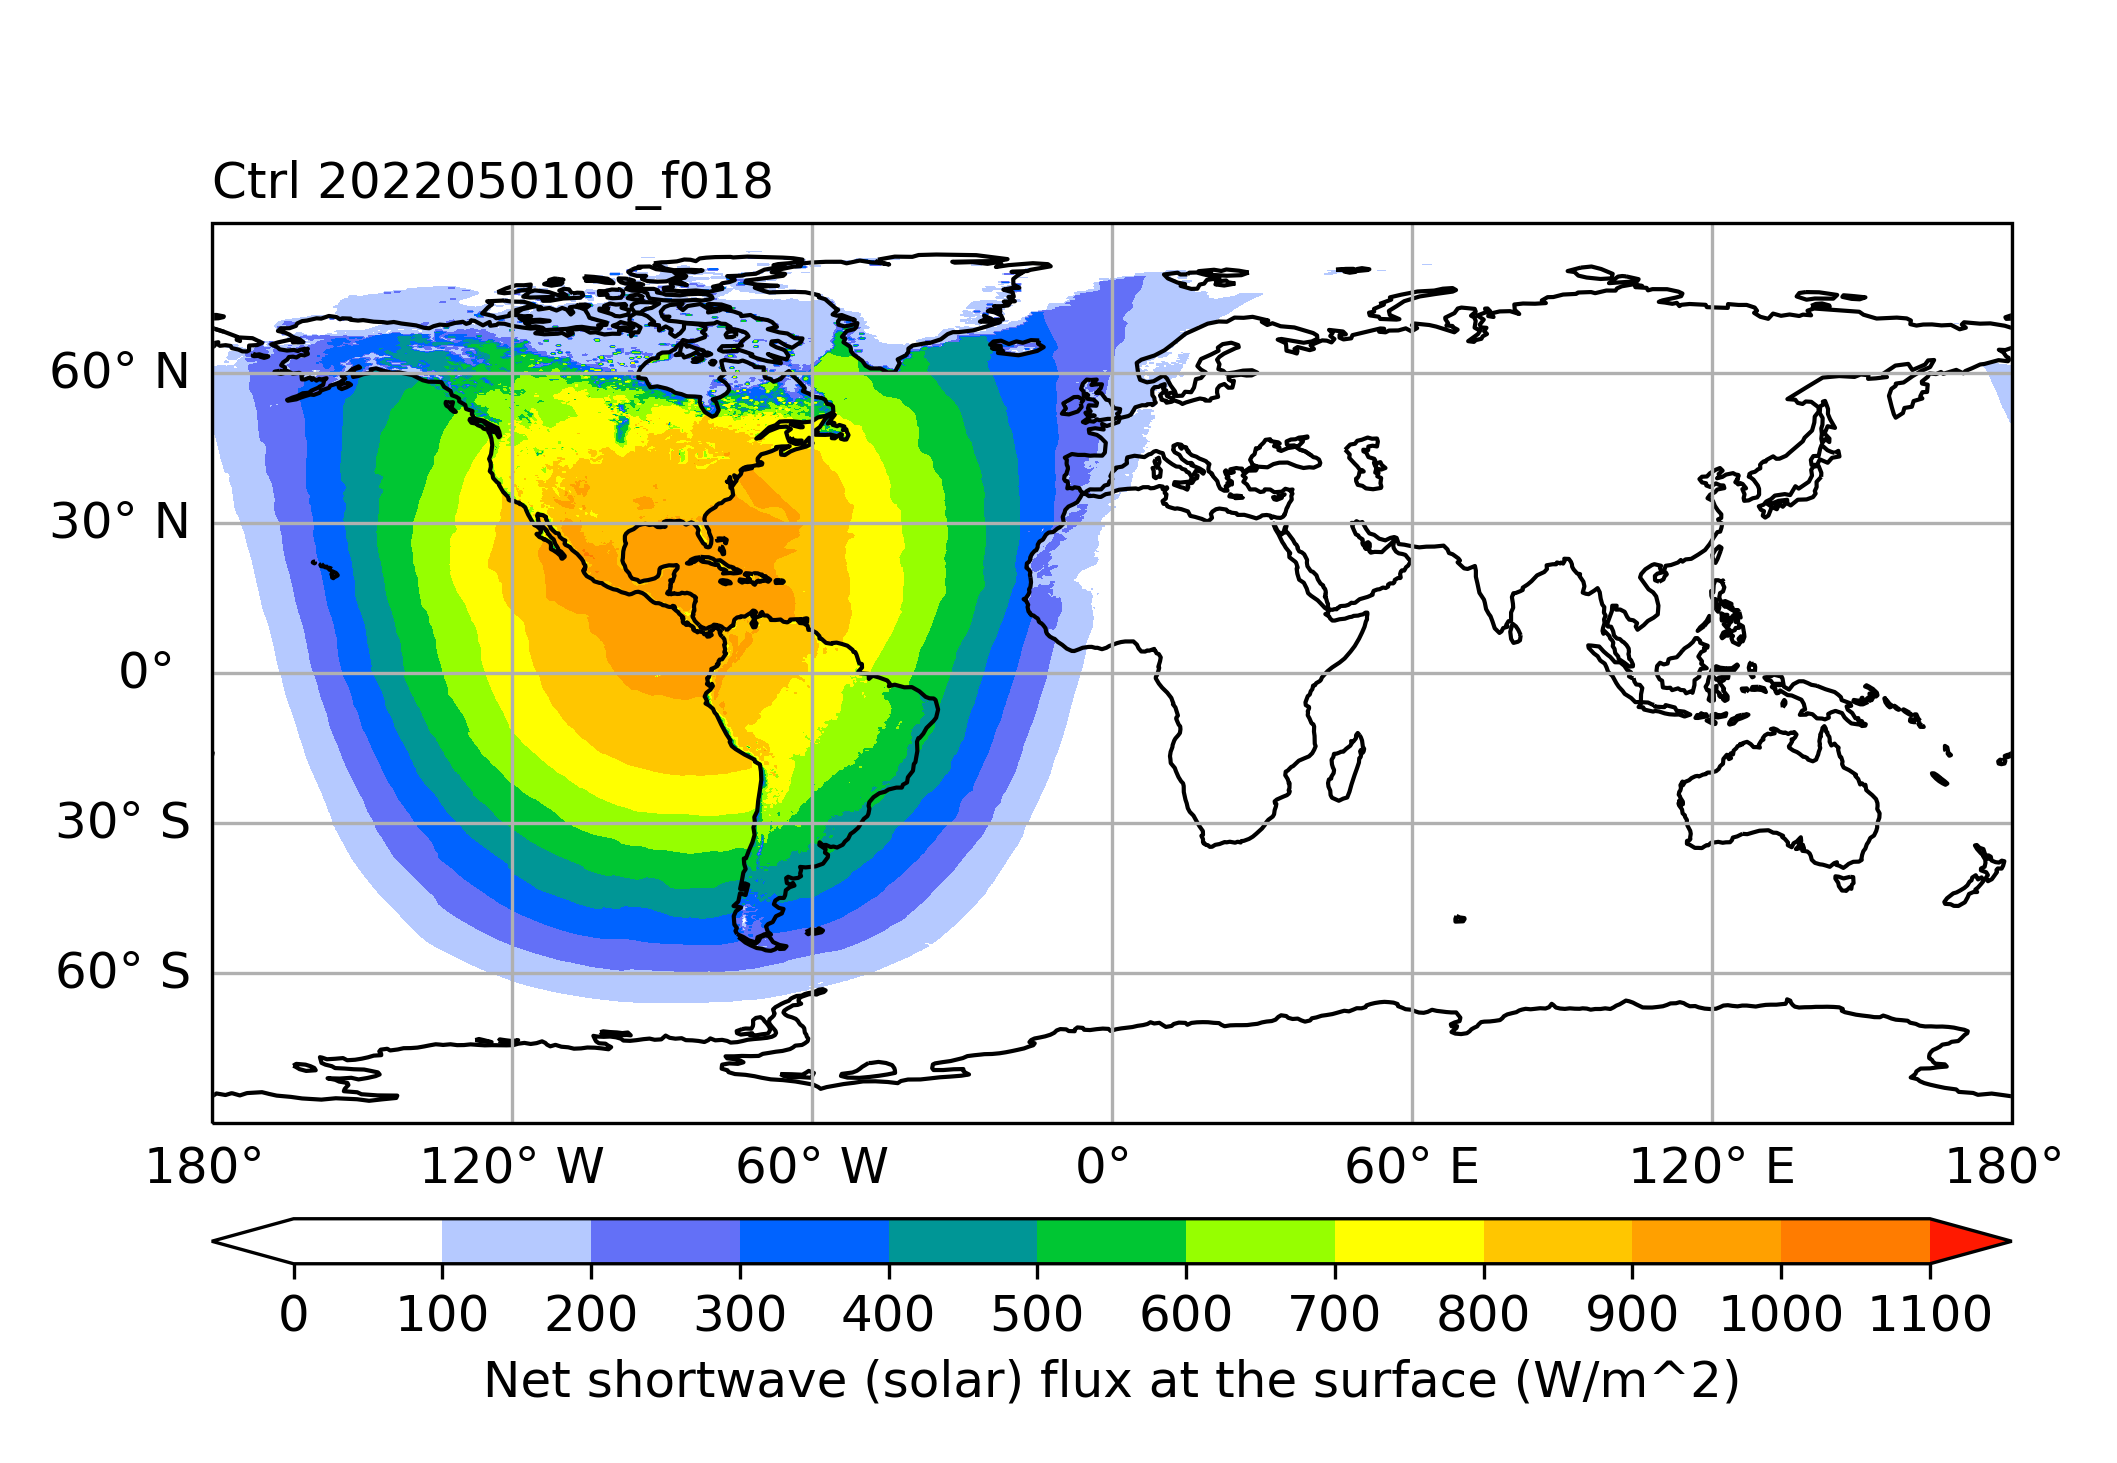 Ctrl 2022050100_f018
60° N
30° N
0°
30° S
60° S
180° 120° W 60° W 0° 60° E 120° E 180°
0 100 200 300 400 500 600 700 800 900 1000 1100
Net shortwave (solar) flux at the surface (W/m^2)